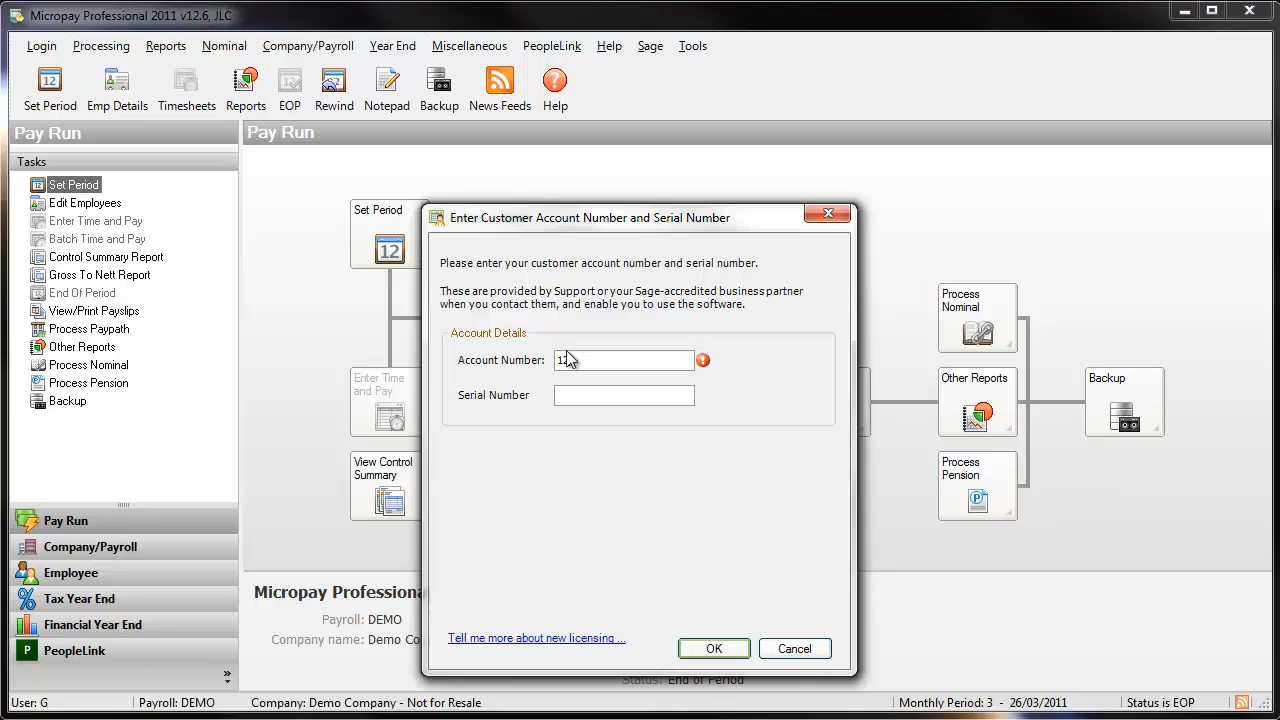 Micropay Professional 2011 v12.6, JLC
Login Processing Reports Nominal Company/Payroll Year End Miscellaneous PeopleLink Help Sage Tools
Set Period Emp Details Timesheets Reports EOP Rewind Notepad Backup News Feeds Help
Pay Run
Tasks
Set Period
Edit Employees
Enter Time and Pay
Batch Time and Pay
Control Summary Report
Gross To Nett Report
End Of Period
View/Print Payslips
Process Paypath
Other Reports
Process Nominal
Process Pension
Backup
Pay Run
Company/Payroll
Employee
Tax Year End
Financial Year End
PeopleLink
Pay Run
Set Period
12
Enter Time
and Pay
View Control
Summary
Enter Customer Account Number and Serial Number
Please enter your customer account number and serial number.
These are provided by Support or your Sage-accredited business partner
when you contact them, and enable you to use the software.
Account Details
Account Number:
Serial Number
Tell me more about new licensing ...
OK Cancel
Process
Nominal
Other Reports
Process
Pension
Backup
Micropay Professiona
Payroll: DEMO
Company name: Demo Co
Status: End of Period
User: G Payroll: DEMO Company: Demo Company - Not for Resale Monthly Period: 3 - 26/03/2011 Status is EOP